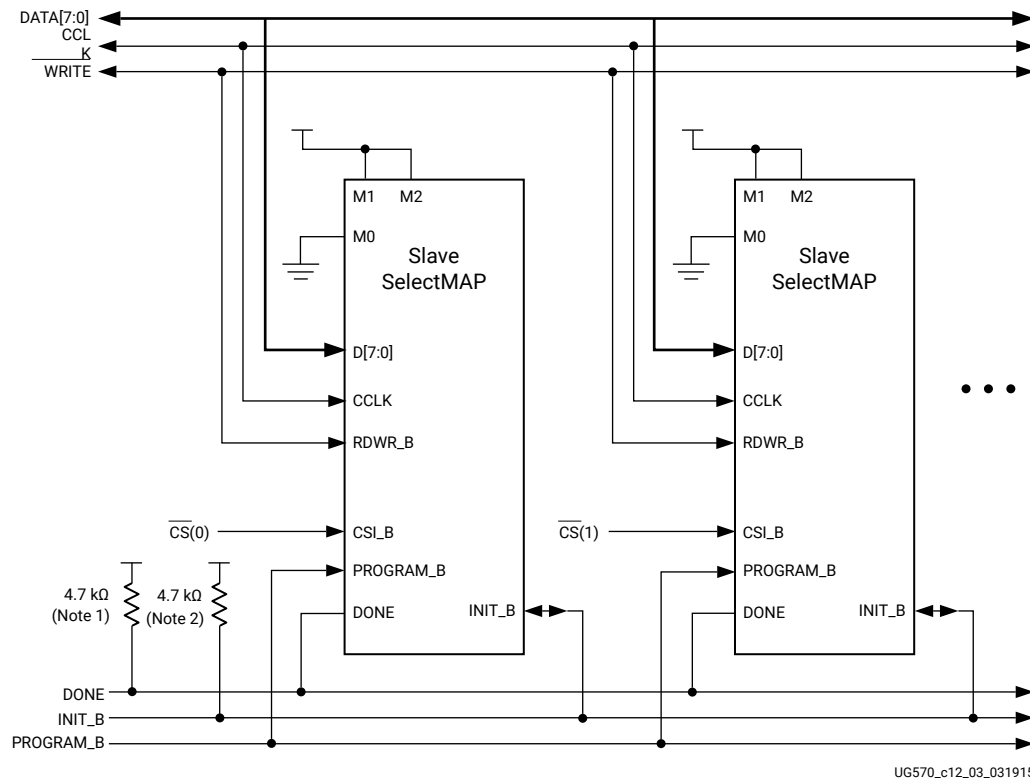 DATA[7:0]
CCL
K
WRITE
M1 M2
M0
Slave
SelectMAP
D[7:0]
CCLK
RDWR_B
CS(0)
CSI_B
PROGRAM_B
DONE
INIT_B
M1 M2
M0
Slave
SelectMAP
D[7:0]
CCLK
RDWR_B
CS(1)
CSI_B
PROGRAM_B
DONE
INIT_B
4.7 kΩ
(Note 1)
4.7 kΩ
(Note 2)
DONE
INIT_B
PROGRAM_B
UG570_c12_03_031915